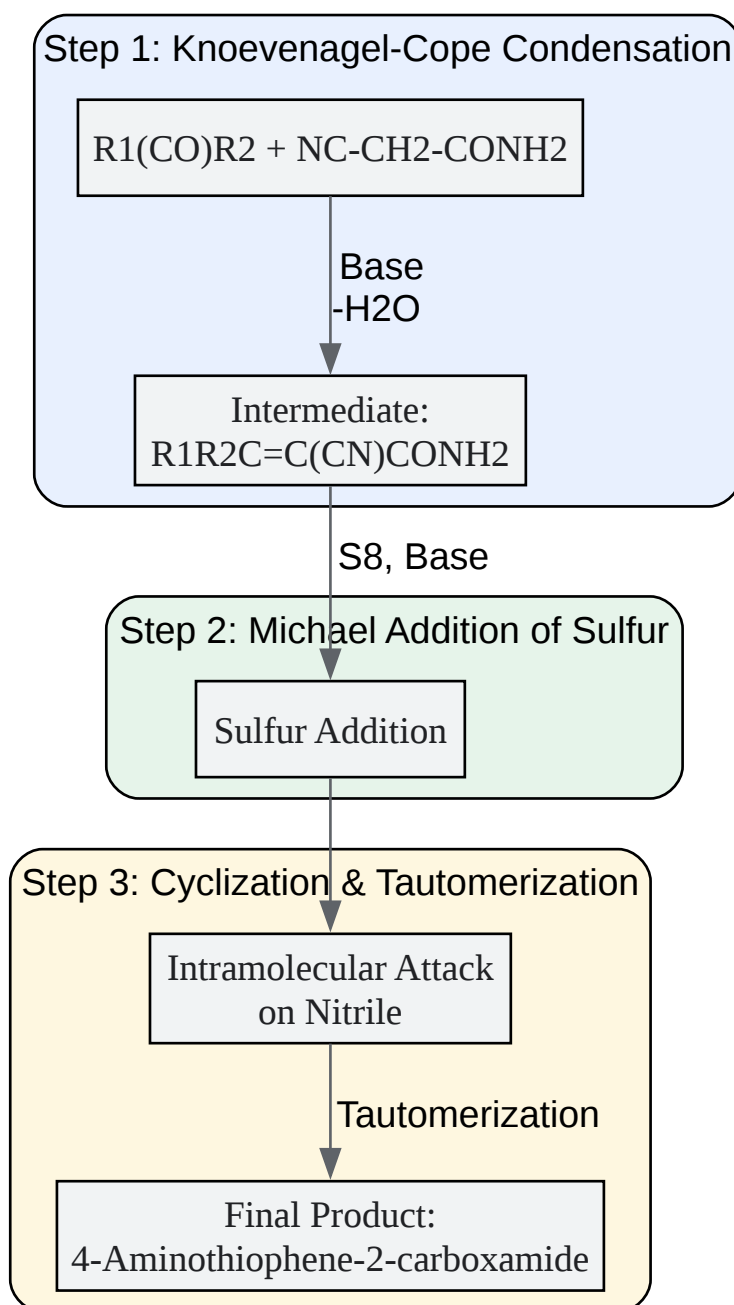 Step 1: Knoevenagel-Cope Condensation
R1(CO)R2 + NC-CH2-CONH2
Base
-H2O
Intermediate:
R1R2C=C(CN)CONH2
S8, Base
Step 2: Michael Addition of Sulfur
Sulfur Addition
Step 3: Cyclization & Tautomerization
Intramolecular Attack
on Nitrile
Tautomerization
Final Product:
4-Aminothiophene-2-carboxamide